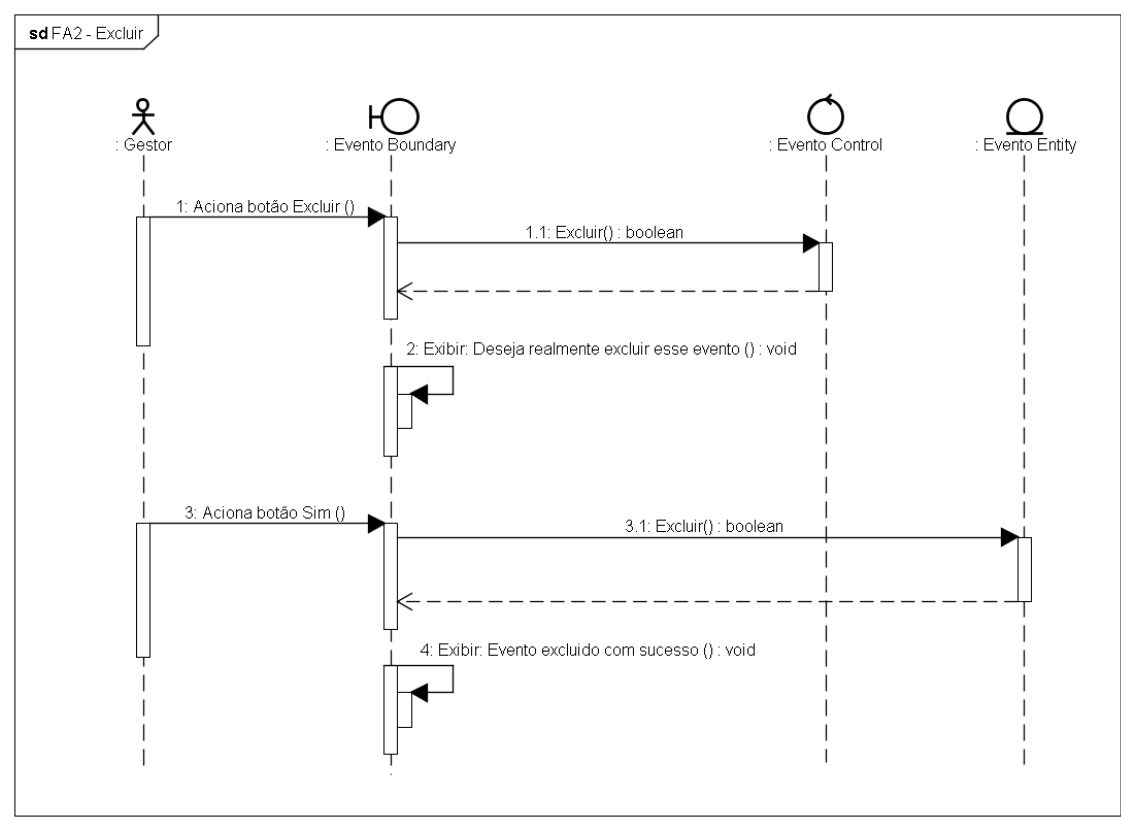 sd FA2 - Excluir
: Gestor
: Evento Boundary
: Evento Control
: Evento Entity
1: Aciona botão Excluir ()
1.1: Excluir() : boolean
2: Exibir: Deseja realmente excluir esse evento () : void
3: Aciona botão Sim ()
3.1: Excluir() : boolean
4: Exibir: Evento excluido com sucesso () : void